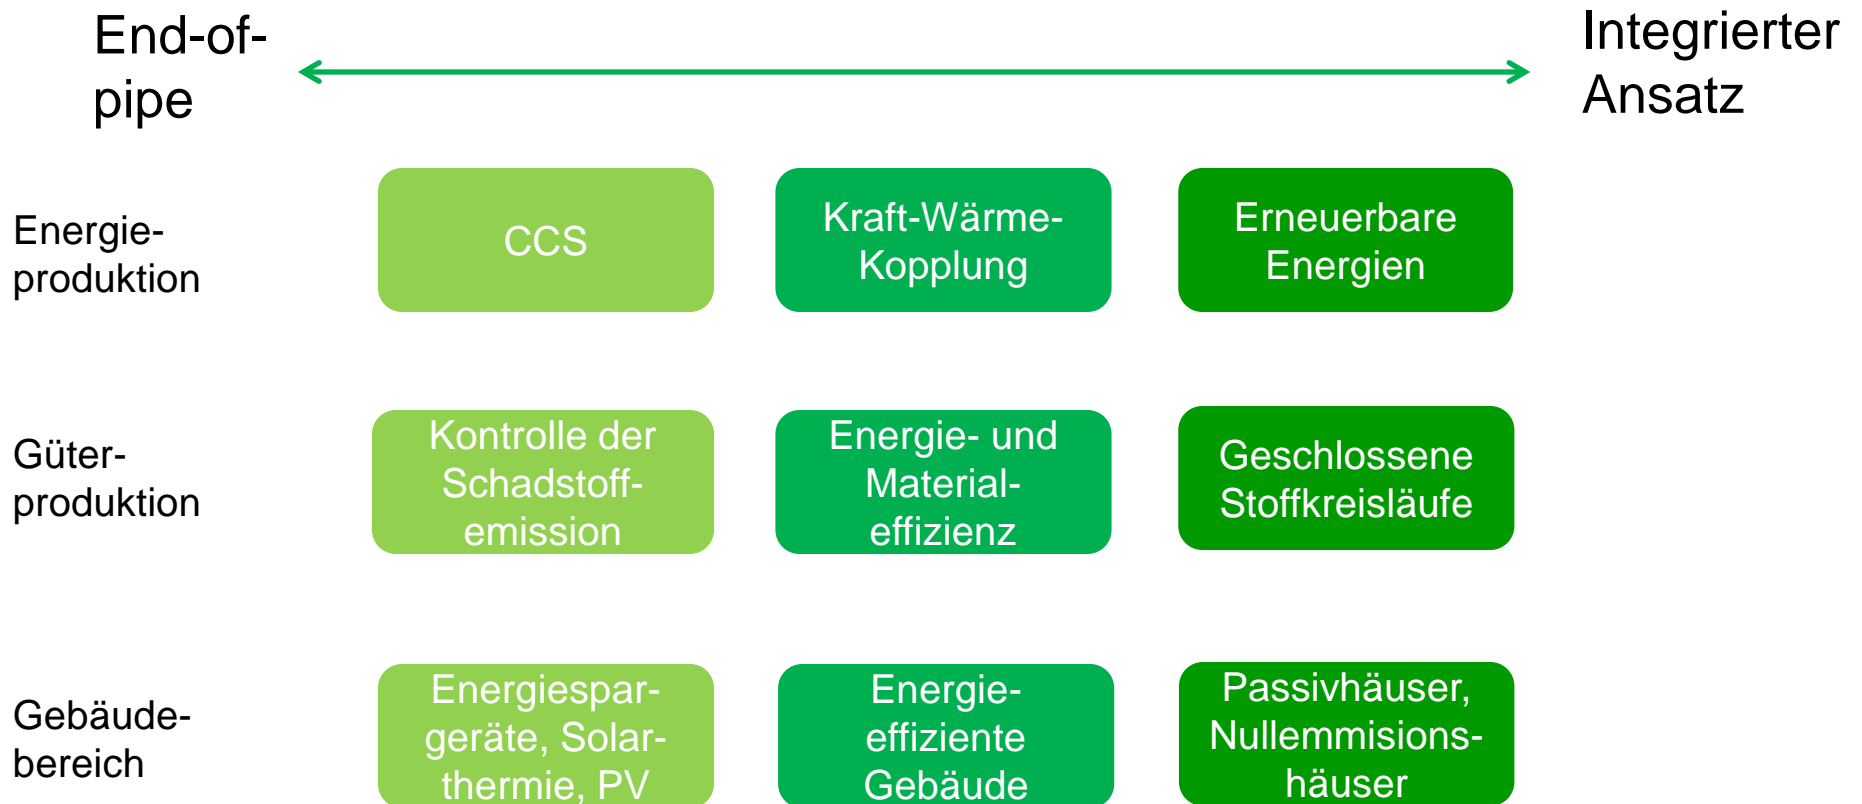 End-of-
pipe
Integrierter
Ansatz
Energie-
produktion
CCS
Kraft-Wärme-
Kopplung
Erneuerbare
Energien
Güter-
produktion
Kontrolle der
Schadstoff-
emission
Energie- und
Material-
effizienz
Geschlossene
Stoffkreisläufe
Gebäude-
bereich
Energiespar-
geräte, Solar-
thermie, PV
Energie-
effiziente
Gebäude
Passivhäuser,
Nullemmisions-
häuser